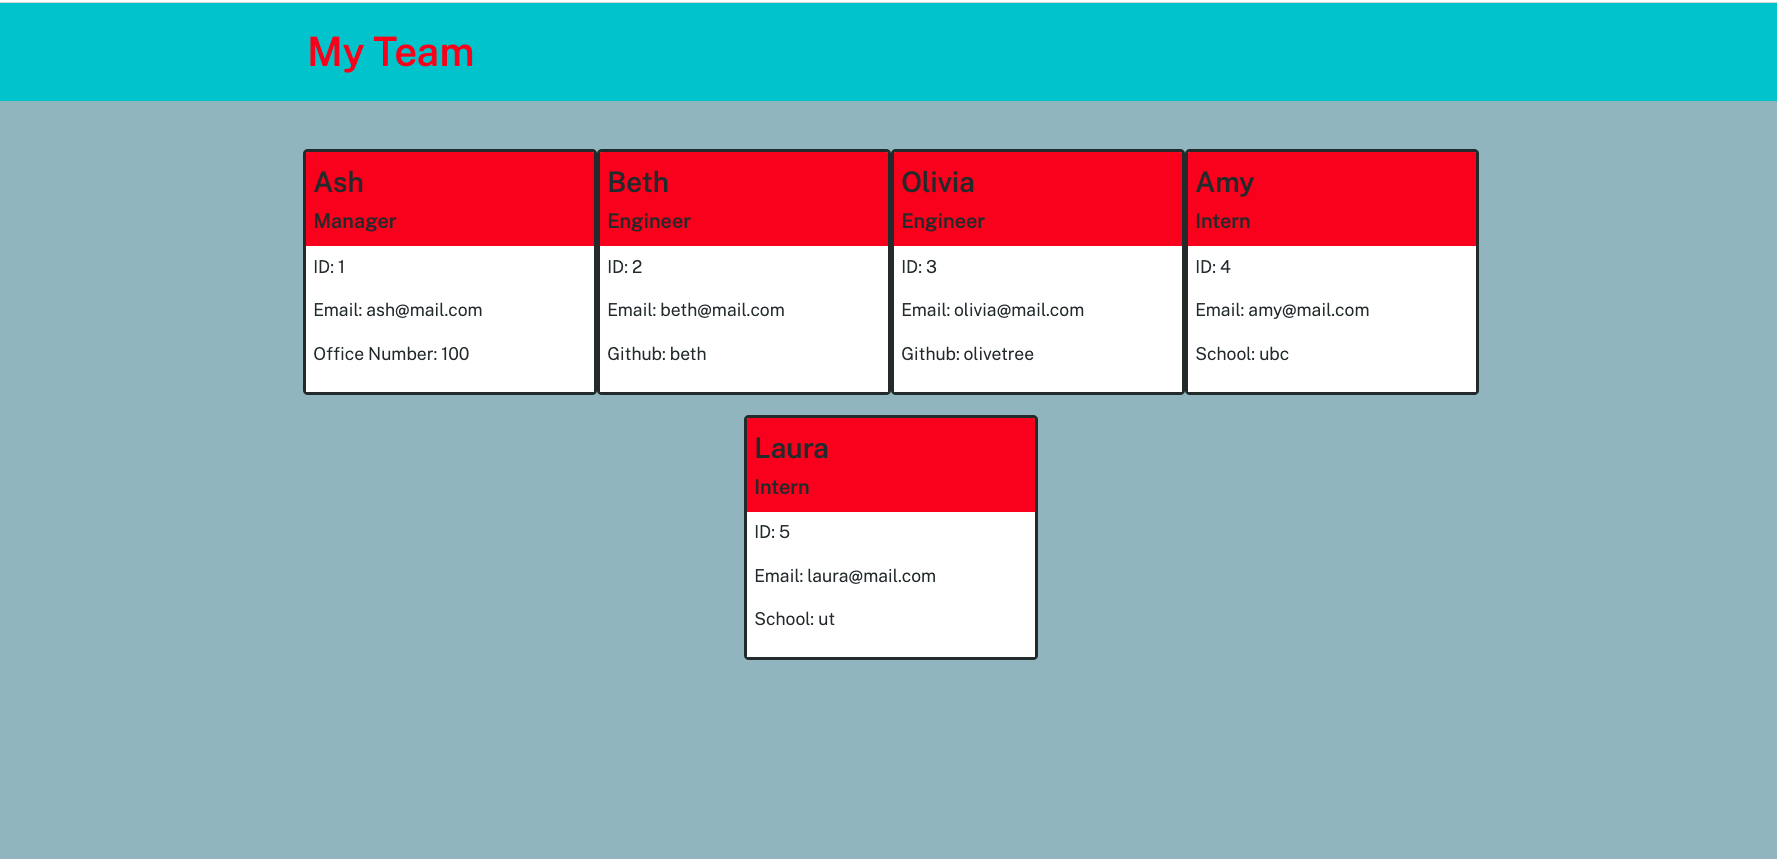 My Team
Ash
Manager
ID: 1
Email: ash@mail.com
Office Number: 100
Beth
Engineer
ID: 2
Email: beth@mail.com
Github: beth
Olivia
Engineer
ID: 3
Email: olivia@mail.com
Github: olivetree
Amy
Intern
ID: 4
Email: amy@mail.com
School: ubc
Laura
Intern
ID: 5
Email: laura@mail.com
School: ut